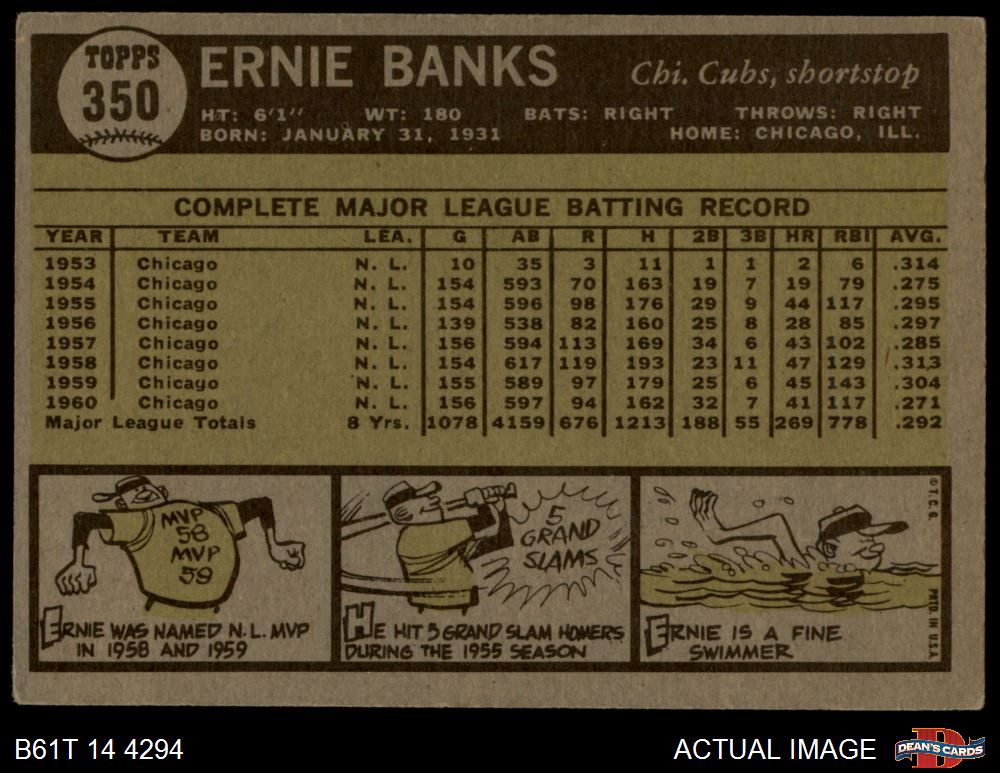 TOPPS
350
ERNIE BANKS
Chi. Cubs, shortstop
HT: 6'1'' WT: 180 BATS: RIGHT THROWS: RIGHT
BORN: JANUARY 31, 1931 HOME: CHICAGO, ILL.
COMPLETE MAJOR LEAGUE BATTING RECORD
YEAR TEAM LEA. G AB R H 2B 3B HR RBI AVG.
1953 Chicago N. L. 10 35 3 11 1 1 2 6 .314
1954 Chicago N. L. 154 593 70 163 19 7 19 79 .275
1955 Chicago N. L. 154 596 98 176 29 9 44 117 .295
1956 Chicago N. L. 139 538 82 160 25 8 28 85 .297
1957 Chicago N. L. 156 594 113 169 34 6 43 102 .285
1958 Chicago N. L. 154 617 119 193 23 11 47 129 .313
1959 Chicago N. L. 155 589 97 179 25 6 45 143 .304
1960 Chicago N. L. 156 597 94 162 32 7 41 117 .271
Major League Totals 8 Yrs. 1078 4159 676 1213 188 55 269 778 .292
MVP
58
MVP
59
ERNIE WAS NAMED N.L. MVP
IN 1958 AND 1959
5
GRAND
SLAMS
HE HIT 5 GRAND SLAM HOMERS
DURING THE 1955 SEASON
ERNIE IS A FINE
SWIMMER
© T. C. G.
PRTD. IN U.S.A.
B61T 14 4294
ACTUAL IMAGE
D
DEAN'S CARDS